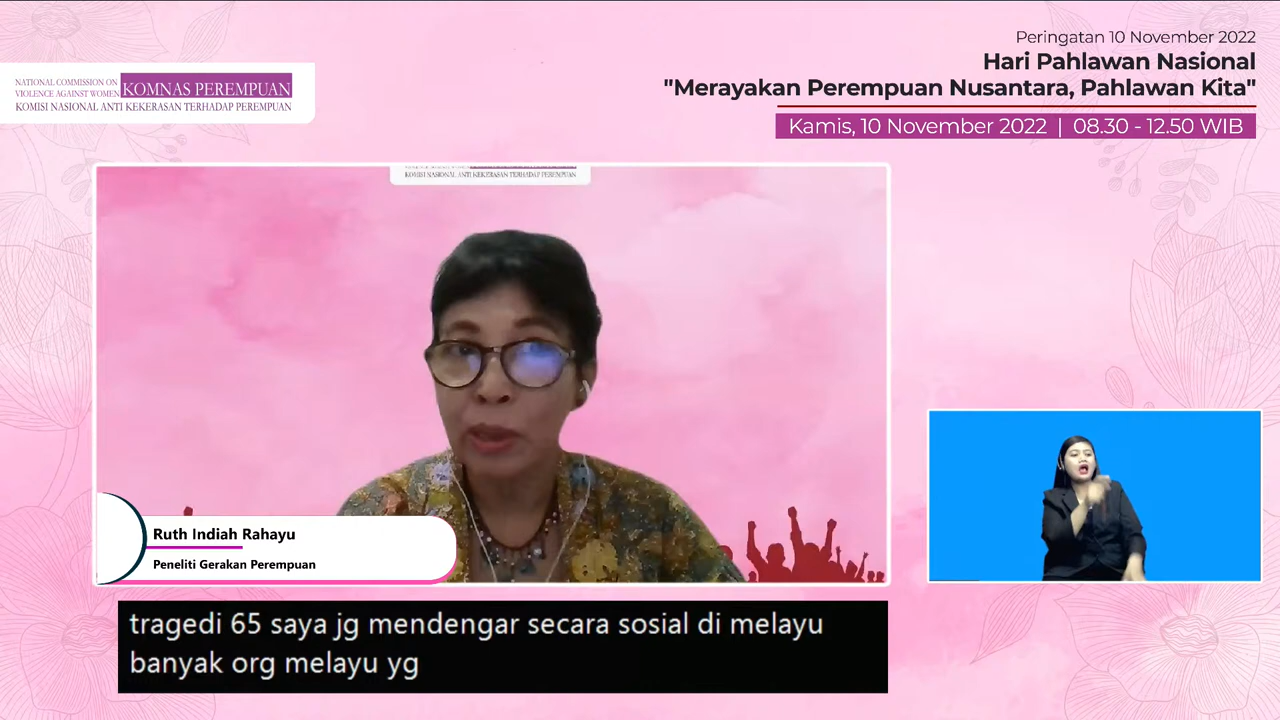 Peringatan 10 November 2022
Hari Pahlawan Nasional
"Merayakan Perempuan Nusantara, Pahlawan Kita"
Kamis, 10 November 2022 | 08.30 - 12.50 WIB
NATIONAL COMMISSION ON
VIOLENCE AGAINST WOMEN
KOMNAS PEREMPUAN
KOMISI NASIONAL ANTI KEKERASAN TERHADAP PEREMPUAN
KOMISI NASIONAL ANTI KEKERASAN TERHADAP PEREMPUAN
Ruth Indiah Rahayu
Peneliti Gerakan Perempuan
tragedi 65 saya jg mendengar secara sosial di melayu
banyak org melayu yg